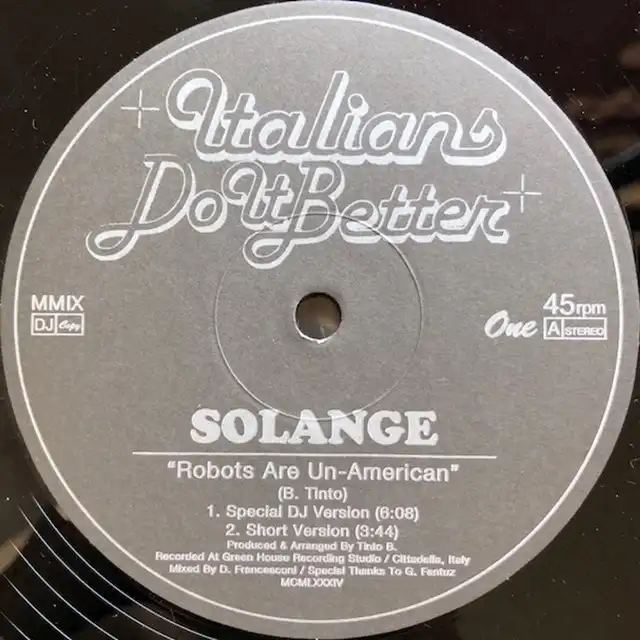 Italians
Do It Better
MMIX
DJ Copy
45rpm
One A STEREO
SOLANGE
"Robots Are Un-American"
(B. Tinto)
1. Special DJ Version (6:08)
2. Short Version (3:44)
Produced & Arranged By Tinto B.
Recorded At Green House Recording Studio / Cittadella, Italy
Mixed By D. Francesconi / Special Thanks To G. Fantuz
MCMLXXXIV